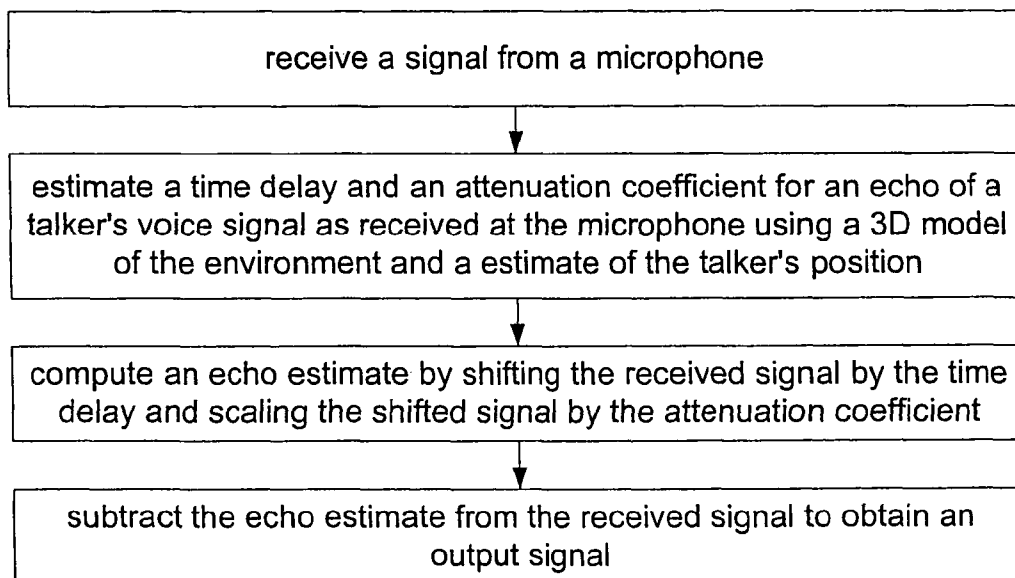 receive a signal from a microphone
estimate a time delay and an attenuation coefficient for an echo of a
talker's voice signal as received at the microphone using a 3D model
of the environment and a estimate of the talker's position
compute an echo estimate by shifting the received signal by the time
delay and scaling the shifted signal by the attenuation coefficient
subtract the echo estimate from the received signal to obtain an
output signal